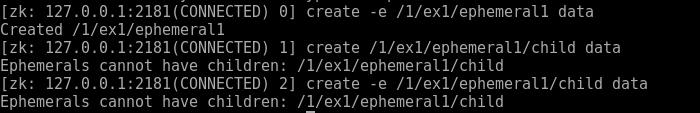 [zk: 127.0.0.1:2181(CONNECTED) 0] create -e /1/ex1/ephemeral1 data
Created /1/ex1/ephemeral1
[zk: 127.0.0.1:2181(CONNECTED) 1] create /1/ex1/ephemeral1/child data
Ephemerals cannot have children: /1/ex1/ephemeral1/child
[zk: 127.0.0.1:2181(CONNECTED) 2] create -e /1/ex1/ephemeral1/child data
Ephemerals cannot have children: /1/ex1/ephemeral1/child